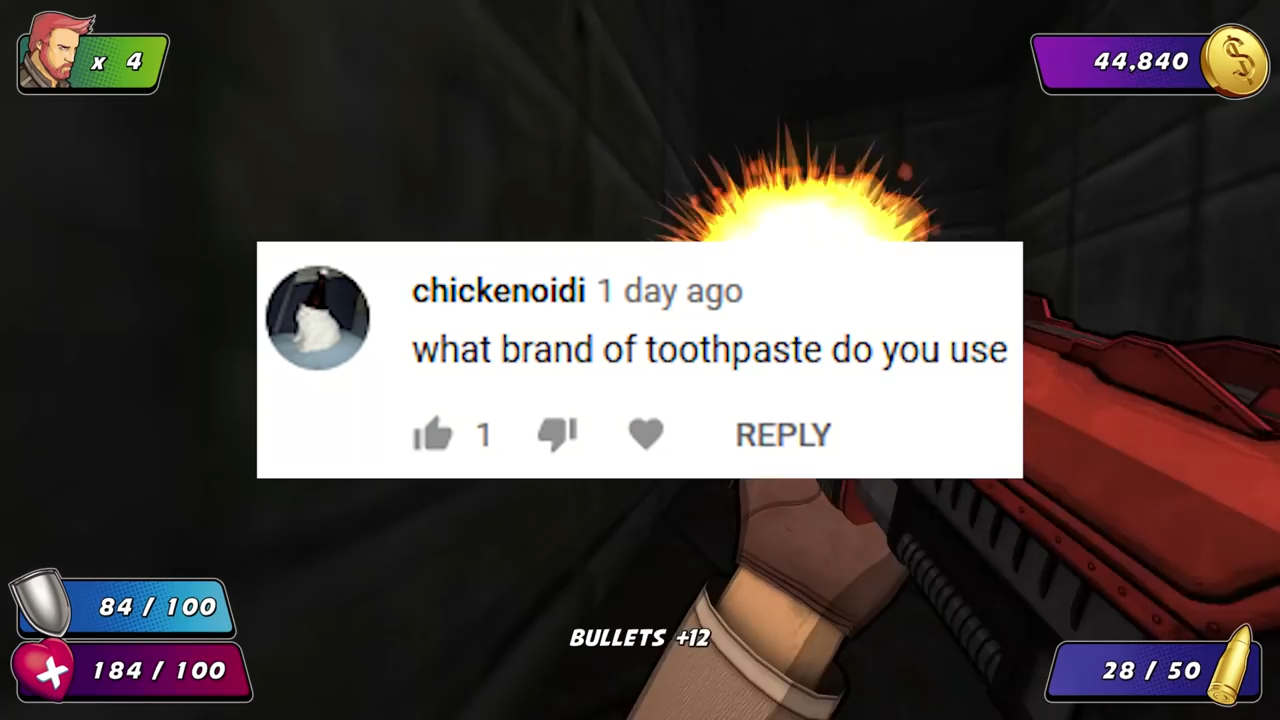 x 4
44,840
chickenoidi 1 day ago
what brand of toothpaste do you use
1
REPLY
84 / 100
BULLETS +12
184 / 100
28 / 50